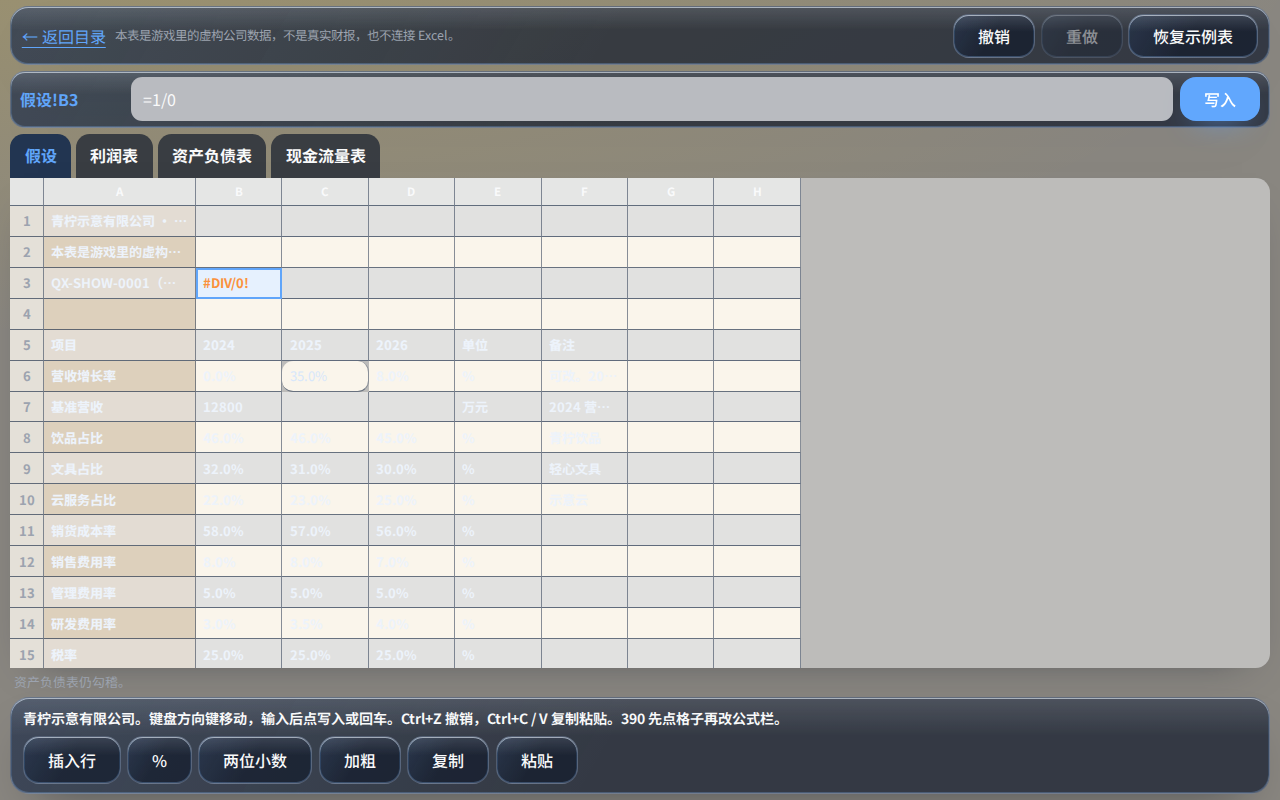 ← 返回目录 本表是游戏里的虚构公司数据，不是真实财报，也不连接 Excel。 撤销 重做 恢复示例表
假设!B3 =1/0 写入
假设 利润表 资产负债表 现金流量表
A B C D E F G H
1 青柠示意有限公司 · …
2 本表是游戏里的虚构…
3 QX-SHOW-0001（… #DIV/0!
4
5 项目 2024 2025 2026 单位 备注
6 营收增长率 35.0% %
7 基准营收 12800 万元 2024 营…
8 饮品占比 %
9 文具占比 32.0% 31.0% 30.0% % 轻心文具
10 云服务占比 %
11 销货成本率 58.0% 57.0% 56.0% %
12 销售费用率 %
13 管理费用率 5.0% 5.0% 5.0% %
14 研发费用率 %
15 税率 25.0% 25.0% 25.0% %
资产负债表仍勾稽。
青柠示意有限公司。键盘方向键移动，输入后点写入或回车。Ctrl+Z 撤销，Ctrl+C / V 复制粘贴。390 先点格子再改公式栏。
插入行 % 两位小数 加粗 复制 粘贴